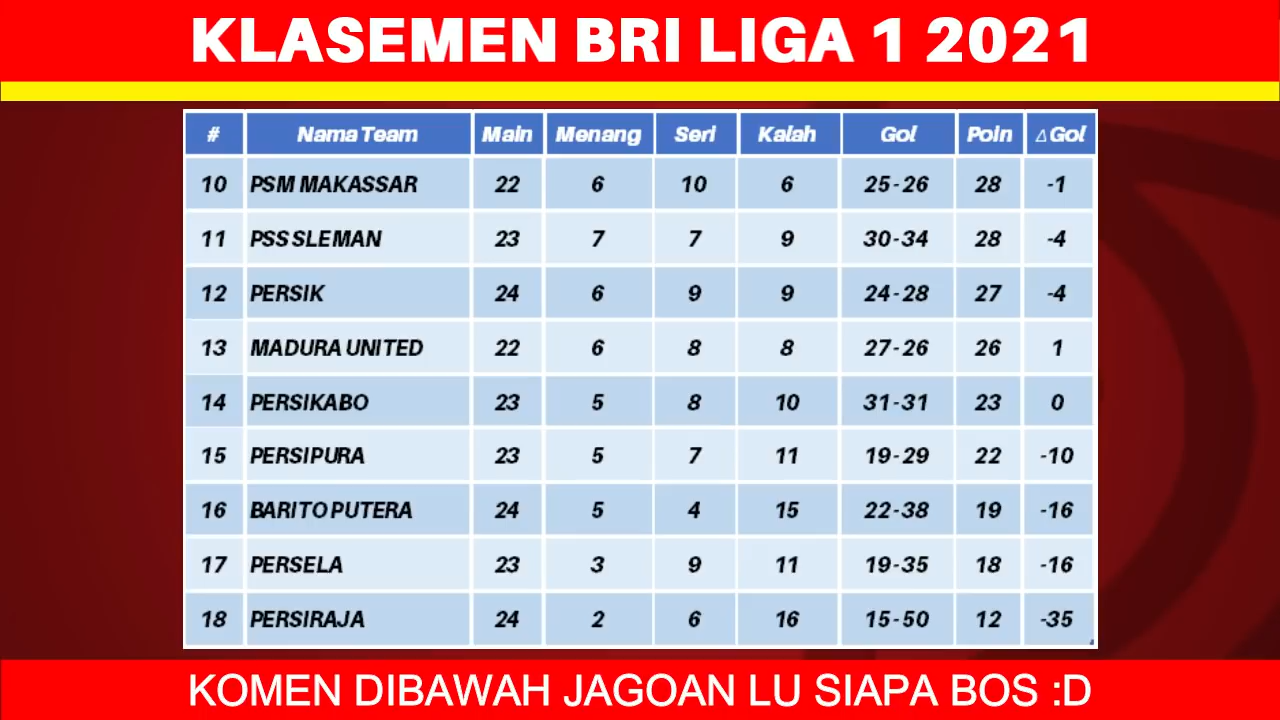 KLASEMEN BRI LIGA 1 2021
# Nama Team Main Menang Seri Kalah Gol Poin Δ Gol
10 PSM MAKASSAR 22 6 10 6 25-26 28 -1
11 PSS SLEMAN 23 7 7 9 30-34 28 -4
12 PERSIK 24 6 9 9 24-28 27 -4
13 MADURA UNITED 22 6 8 8 27-26 26 1
14 PERSIKABO 23 5 8 10 31-31 23 0
15 PERSIPURA 23 5 7 11 19-29 22 -10
16 BARITO PUTERA 24 5 4 15 22-38 19 -16
17 PERSELA 23 3 9 11 19-35 18 -16
18 PERSIRAJA 24 2 6 16 15-50 12 -35
KOMEN DIBAWAH JAGOAN LU SIAPA BOS :D